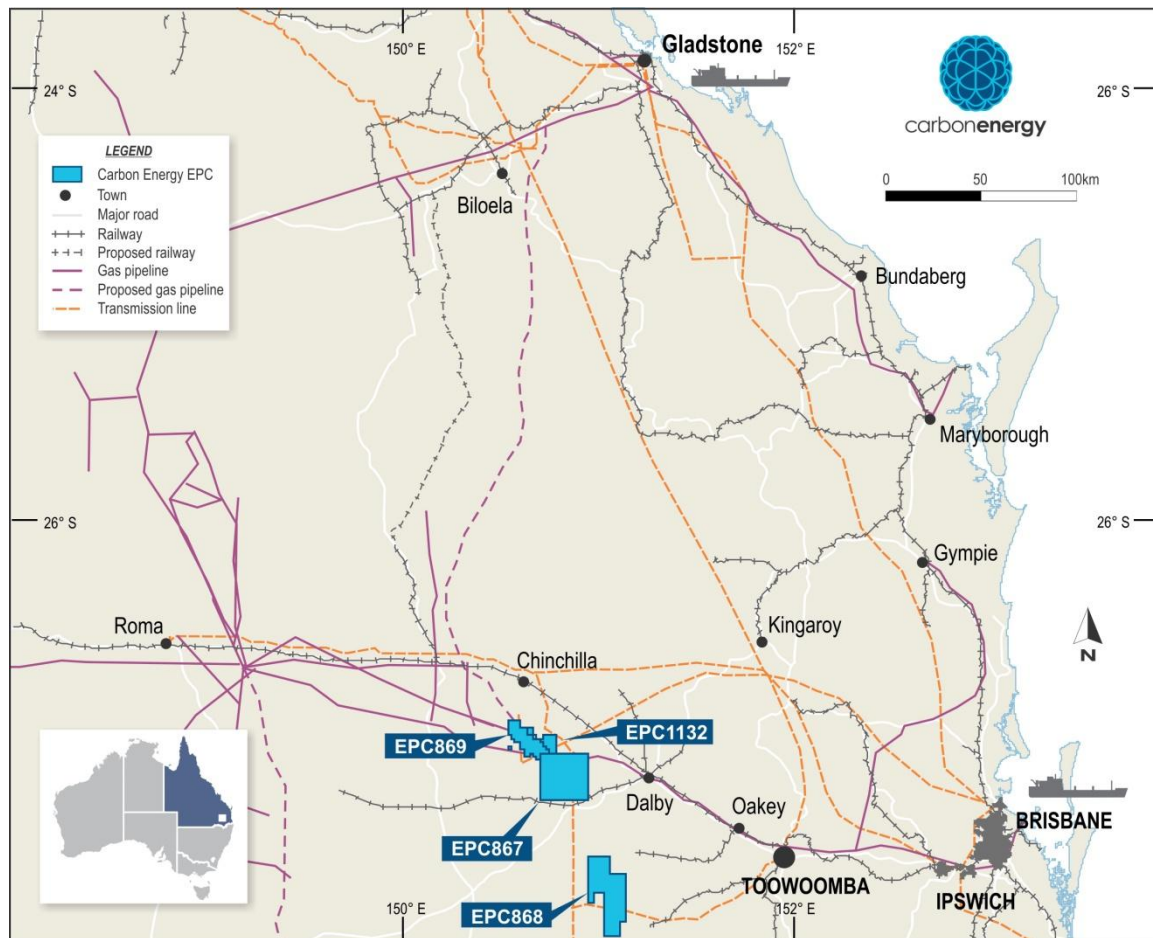 150° E
152° E
Gladstone
24° S
26° S
carbonenergy
LEGEND
Carbon Energy EPC
Town
Major road
Railway
Proposed railway
Gas pipeline
Proposed gas pipeline
Transmission line
0 50 100km
Biloela
Bundaberg
Maryborough
26° S
26° S
Gympie
Roma
Kingaroy
N
Chinchilla
EPC869
EPC1132
Dalby
Oakey
BRISBANE
EPC867
TOOWOOMBA
IPSWICH
EPC868
150° E
152° E